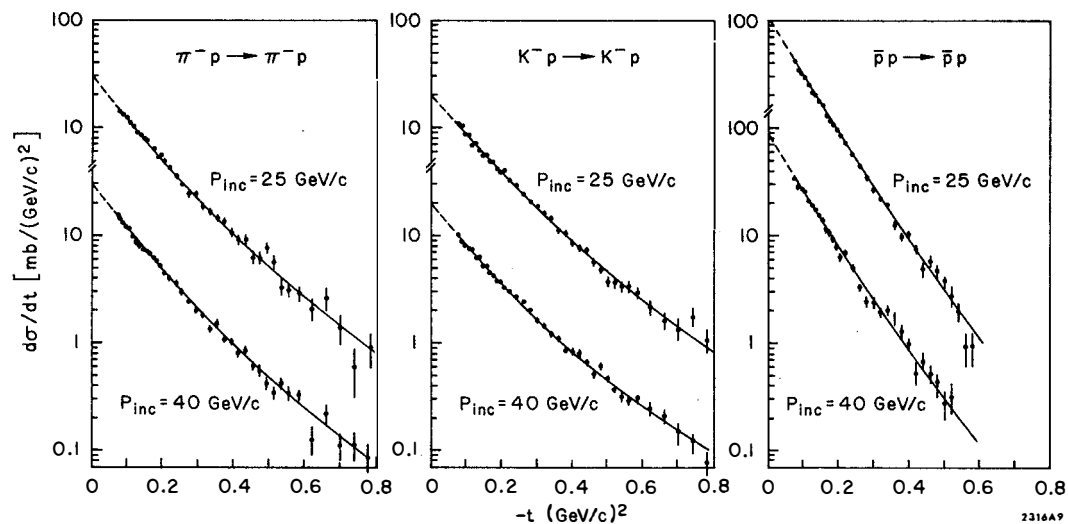 dσ/dt [mb/(GeV/c)²]
π⁻p → π⁻p
100
10
10
1
0.1
P_inc = 25 GeV/c
P_inc = 40 GeV/c
0 0.2 0.4 0.6 0.8
K⁻p → K⁻p
100
10
10
1
0.1
P_inc = 25 GeV/c
P_inc = 40 GeV/c
0 0.2 0.4 0.6 0.8
-t (GeV/c)²
p̄p → p̄p
100
10
100
10
1
0.1
P_inc = 25 GeV/c
P_inc = 40 GeV/c
0 0.2 0.4 0.6 0.8
2316A9